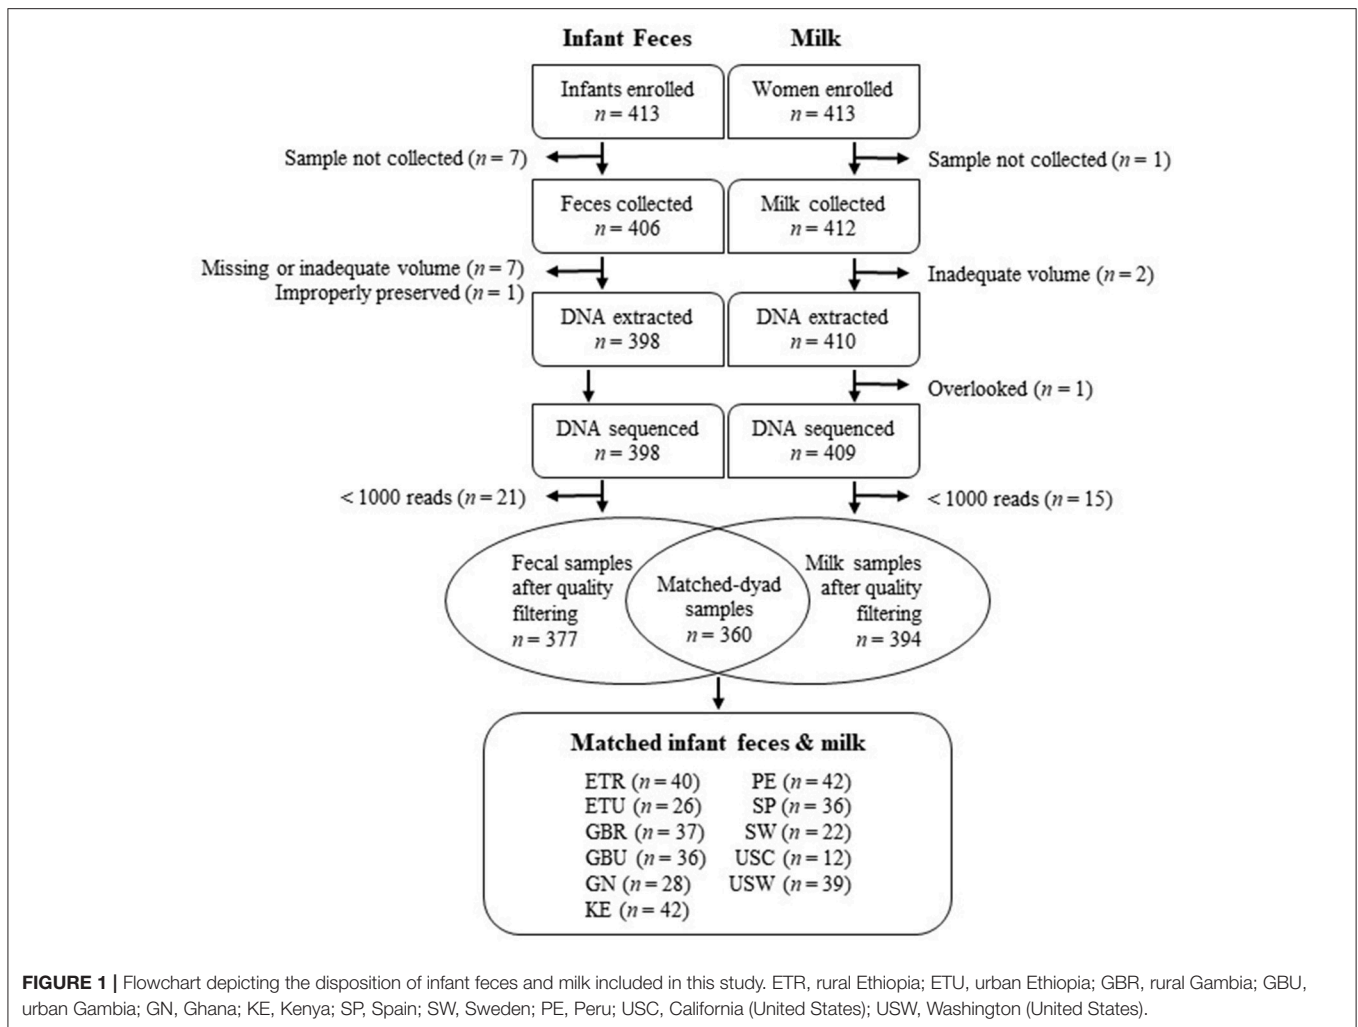 Infant Feces
Milk
Infants enrolled
n = 413
Women enrolled
n = 413
Sample not collected (n = 7)
Sample not collected (n = 1)
Feces collected
n = 406
Milk collected
n = 412
Missing or inadequate volume (n = 7)
Improperly preserved (n = 1)
Inadequate volume (n = 2)
DNA extracted
n = 398
DNA extracted
n = 410
Overlooked (n = 1)
DNA sequenced
n = 398
DNA sequenced
n = 409
< 1000 reads (n = 21)
< 1000 reads (n = 15)
Fecal samples
after quality
filtering
n = 377
Matched-dyad
samples
n = 360
Milk samples
after quality
filtering
n = 394
Matched infant feces & milk
ETR (n = 40)
ETU (n = 26)
GBR (n = 37)
GBU (n = 36)
GN (n = 28)
KE (n = 42)
PE (n = 42)
SP (n = 36)
SW (n = 22)
USC (n = 12)
USW (n = 39)
FIGURE 1 | Flowchart depicting the disposition of infant feces and milk included in this study. ETR, rural Ethiopia; ETU, urban Ethiopia; GBR, rural Gambia; GBU,
urban Gambia; GN, Ghana; KE, Kenya; SP, Spain; SW, Sweden; PE, Peru; USC, California (United States); USW, Washington (United States).